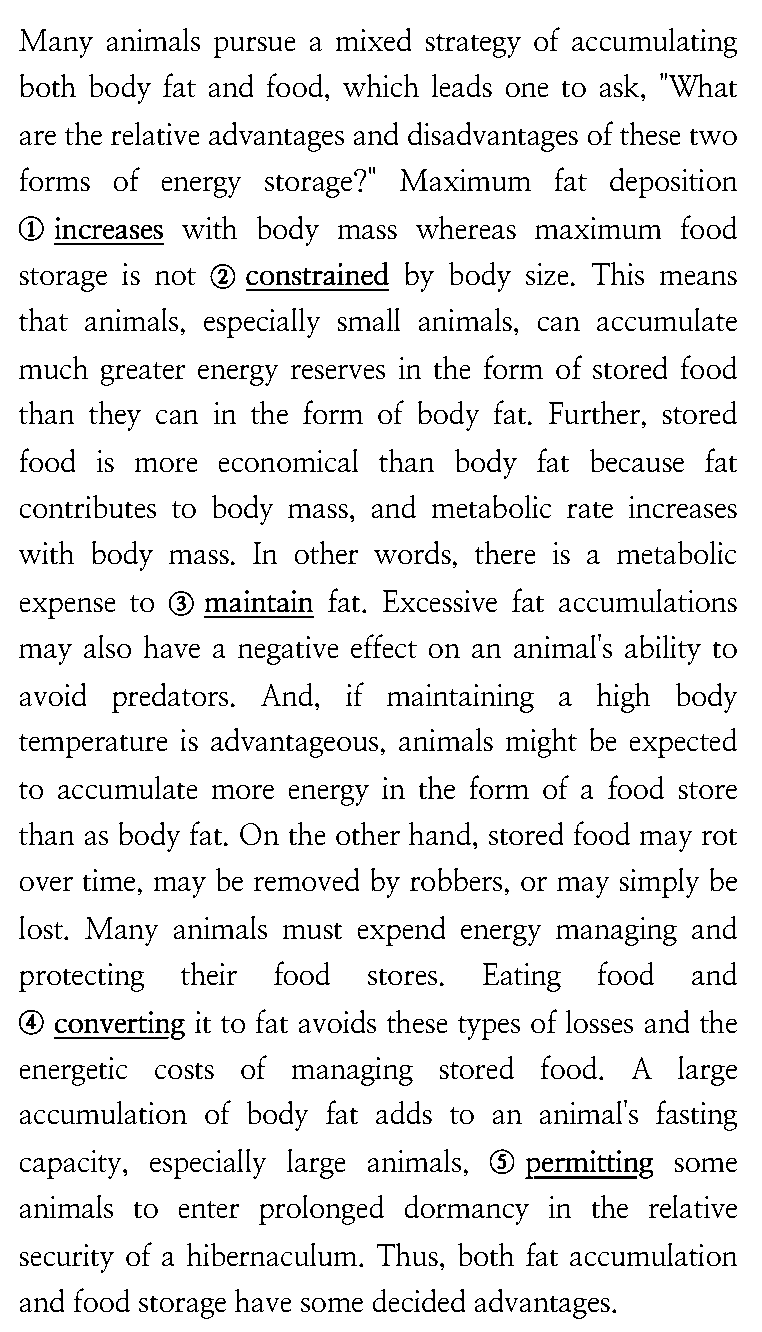 Many animals pursue a mixed strategy of accumulating
both body fat and food, which leads one to ask, "What
are the relative advantages and disadvantages of these two
forms of energy storage?" Maximum fat deposition
① increases with body mass whereas maximum food
storage is not ② constrained by body size. This means
that animals, especially small animals, can accumulate
much greater energy reserves in the form of stored food
than they can in the form of body fat. Further, stored
food is more economical than body fat because fat
contributes to body mass, and metabolic rate increases
with body mass. In other words, there is a metabolic
expense to ③ maintain fat. Excessive fat accumulations
may also have a negative effect on an animal's ability to
avoid predators. And, if maintaining a high body
temperature is advantageous, animals might be expected
to accumulate more energy in the form of a food store
than as body fat. On the other hand, stored food may rot
over time, may be removed by robbers, or may simply be
lost. Many animals must expend energy managing and
protecting their food stores. Eating food and
④ converting it to fat avoids these types of losses and the
energetic costs of managing stored food. A large
accumulation of body fat adds to an animal's fasting
capacity, especially large animals, ⑤ permitting some
animals to enter prolonged dormancy in the relative
security of a hibernaculum. Thus, both fat accumulation
and food storage have some decided advantages.